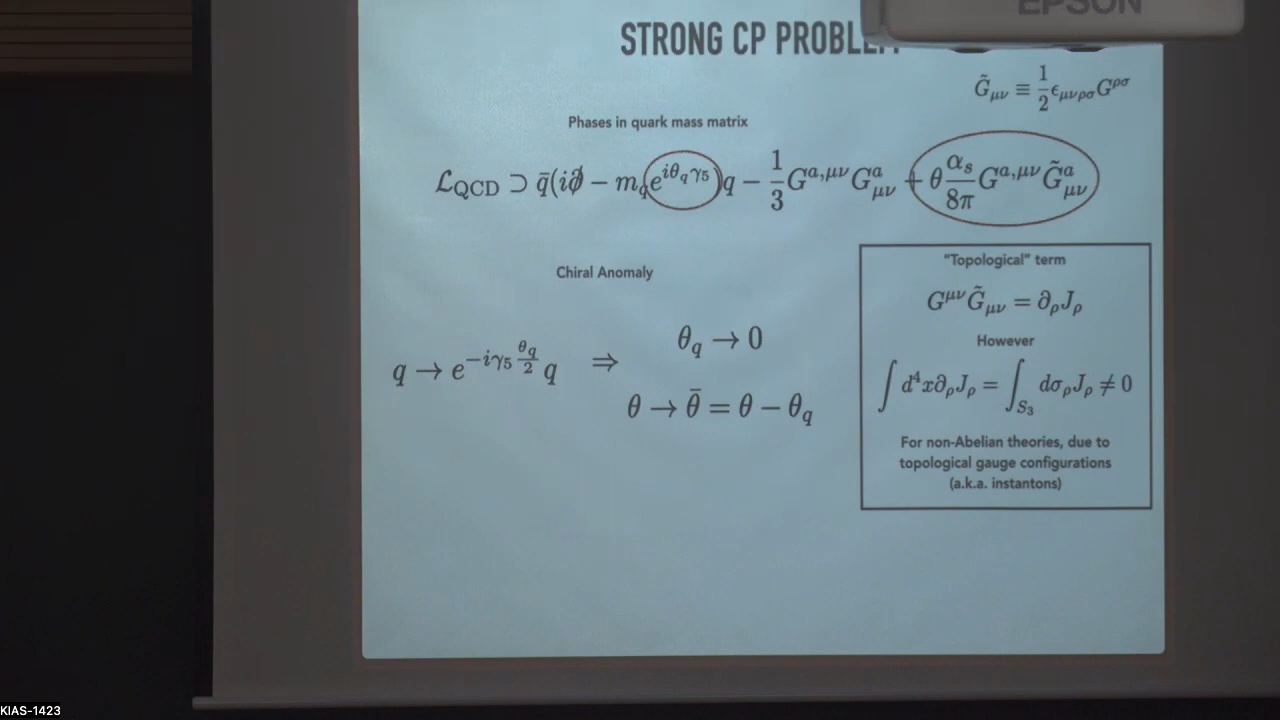 EPSON
STRONG CP PROBLEM
G̃_μν ≡ 1/2 ϵ_μνρσ G^ρσ
Phases in quark mass matrix
ℒ_QCD ⊃ q̄(i∂̸ − m_q e^{iθ_q γ_5})q − 1/3 G^{a,μν} G^a_μν + θ α_s/8π G^{a,μν} G̃^a_μν
Chiral Anomaly
q → e^{−iγ_5 θ_q/2} q ⇒
θ_q → 0
θ → θ̄ = θ − θ_q
"Topological" term
G^μν G̃_μν = ∂_ρ J_ρ
However
∫ d⁴x ∂_ρ J_ρ = ∫_{S_3} dσ_ρ J_ρ ≠ 0
For non-Abelian theories, due to
topological gauge configurations
(a.k.a. instantons)
KIAS-1423